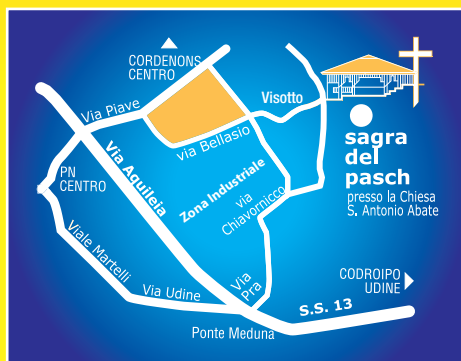 CORDENONS
CENTRO
Via Piave
Visotto
via Bellasio
sagra
del
pasch
presso la Chiesa
S. Antonio Abate
PN
CENTRO
Via Aquileia
Zona Industriale
via
Chiavornicco
Viale Martelli
Via Udine
Via
Pra
CODROIPO
UDINE
S.S. 13
Ponte Meduna